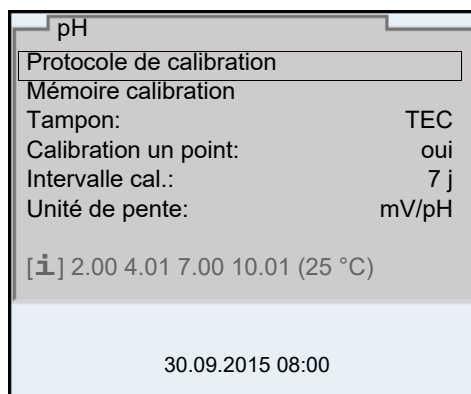 pH
Protocole de calibration
Mémoire calibration
Tampon: TEC
Calibration un point: oui
Intervalle cal.: 7 j
Unité de pente: mV/pH
[i] 2.00 4.01 7.00 10.01 (25 °C)
30.09.2015 08:00